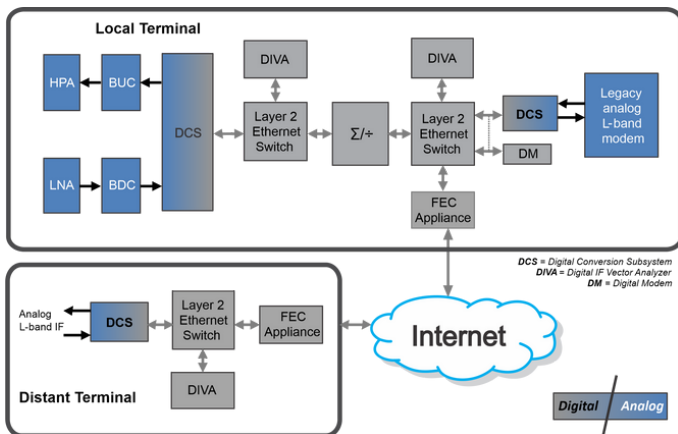 Local Terminal
HPA
BUC
DCS
LNA
BDC
DIVA
Layer 2
Ethernet
Switch
Σ/÷
DIVA
Layer 2
Ethernet
Switch
DCS
DM
Legacy
analog
L-band
modem
FEC
Appliance
DCS = Digital Conversion Subsystem
DIVA = Digital IF Vector Analyzer
DM = Digital Modem
Analog
L-band IF
DCS
Layer 2
Ethernet
Switch
FEC
Appliance
DIVA
Distant Terminal
Internet
Digital / Analog